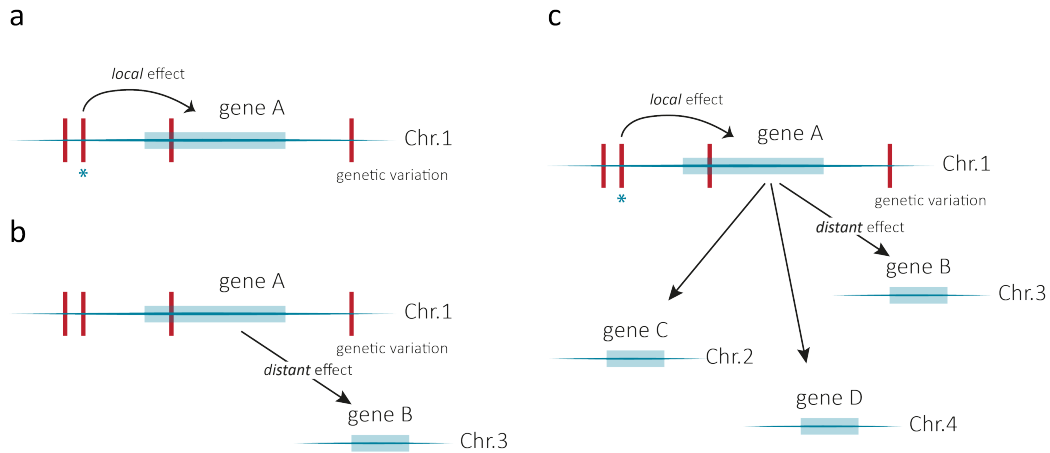 a
local effect
gene A
Chr.1
*
genetic variation
b
gene A
Chr.1
genetic variation
distant effect
gene B
Chr.3
c
local effect
gene A
Chr.1
*
genetic variation
distant effect
gene B
Chr.3
gene C
Chr.2
gene D
Chr.4